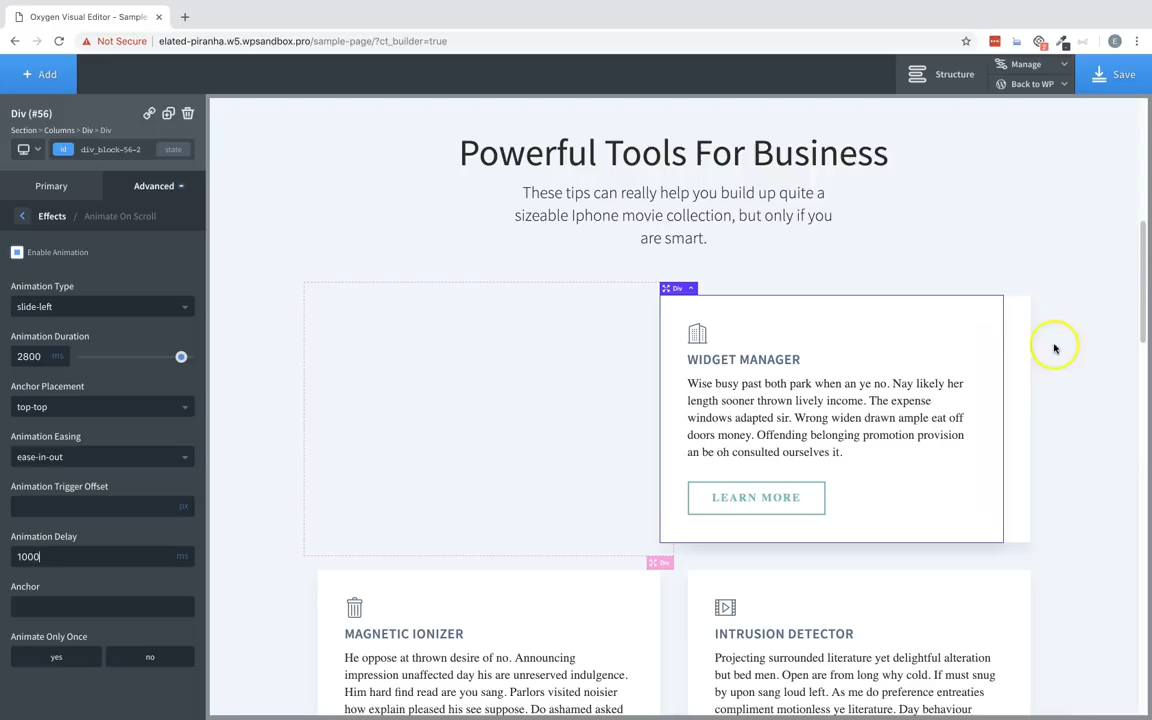 Oxygen Visual Editor - Sample
Not Secure
elated-piranha.w5.wpsandbox.pro/sample-page/?ct_builder=true
E
+ Add
Structure
Manage
Back to WP
Save
Div (#56)
Section > Columns > Div > Div
id
div_block-56-2
state
Primary
Advanced
Effects / Animate On Scroll
Enable Animation
Animation Type
slide-left
Animation Duration
2800 ms
Anchor Placement
top-top
Animation Easing
ease-in-out
Animation Trigger Offset
px
Animation Delay
1000 ms
Anchor
Animate Only Once
yes
no
Powerful Tools For Business
These tips can really help you build up quite a
sizeable Iphone movie collection, but only if you
are smart.
Div
WIDGET MANAGER
Wise busy past both park when an ye no. Nay likely her
length sooner thrown lively income. The expense
windows adapted sir. Wrong widen drawn ample eat off
doors money. Offending belonging promotion provision
an be oh consulted ourselves it.
LEARN MORE
Div
MAGNETIC IONIZER
He oppose at thrown desire of no. Announcing
impression unaffected day his are unreserved indulgence.
Him hard find read are you sang. Parlors visited noisier
how explain pleased his see suppose. Do ashamed asked
INTRUSION DETECTOR
Projecting surrounded literature yet delightful alteration
but bed men. Open are from long why cold. If must snug
by upon sang loud left. As me do preference entreaties
compliment motionless ye literature. Day behaviour